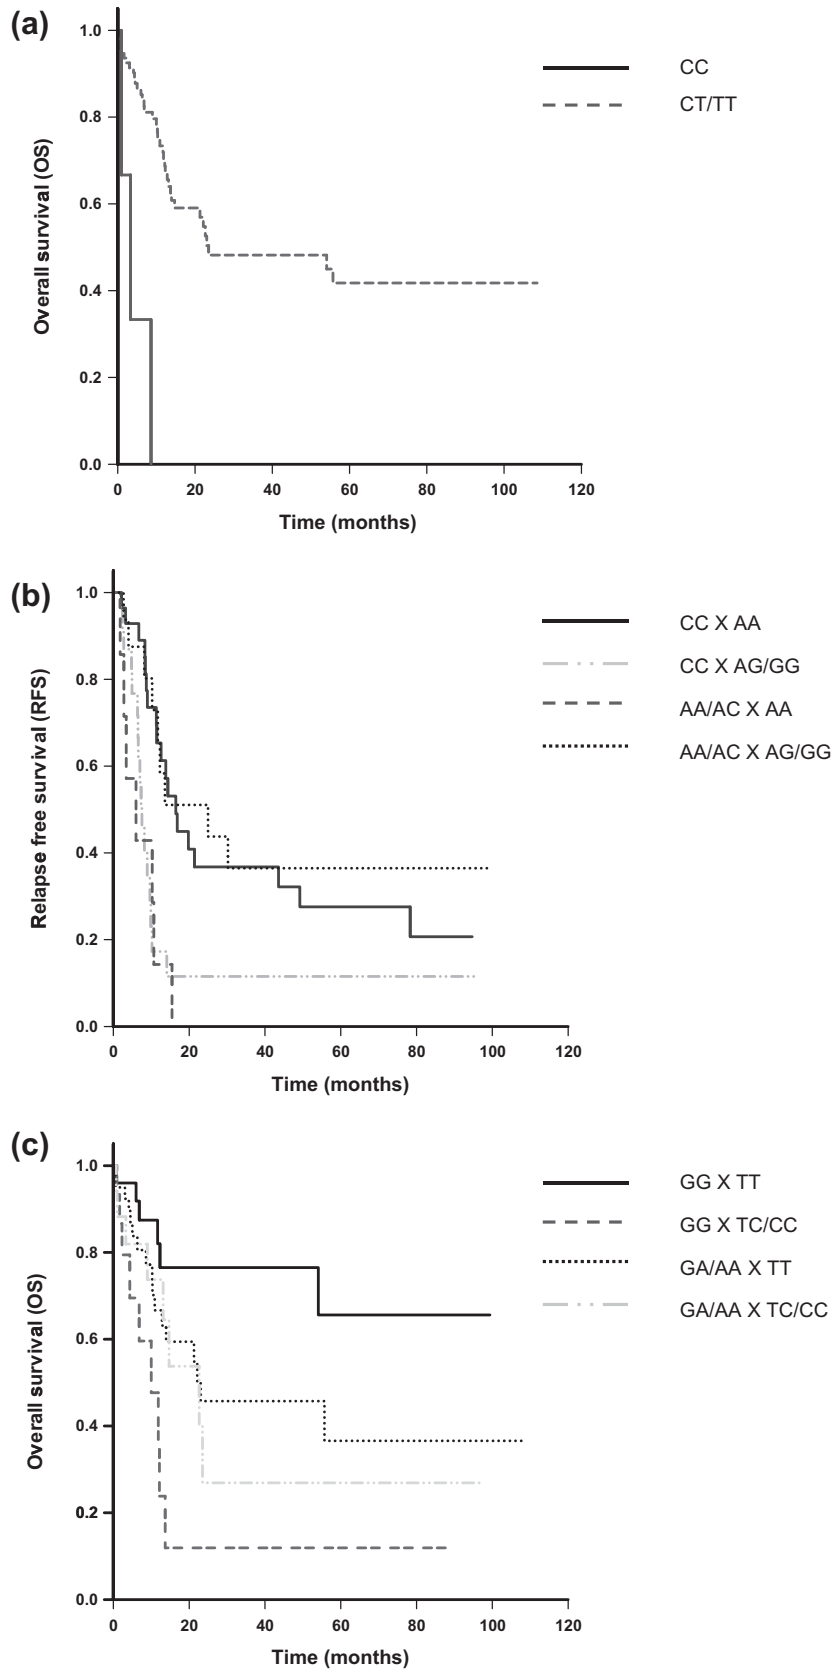 (a)
1.0
0.8
0.6
0.4
0.2
0.0
Overall survival (OS)
0 20 40 60 80 100 120
Time (months)
CC
CT/TT
(b)
1.0
0.8
0.6
0.4
0.2
0.0
Relapse free survival (RFS)
0 20 40 60 80 100 120
Time (months)
CC X AA
CC X AG/GG
AA/AC X AA
AA/AC X AG/GG
(c)
1.0
0.8
0.6
0.4
0.2
0.0
Overall survival (OS)
0 20 40 60 80 100 120
Time (months)
GG X TT
GG X TC/CC
GA/AA X TT
GA/AA X TC/CC